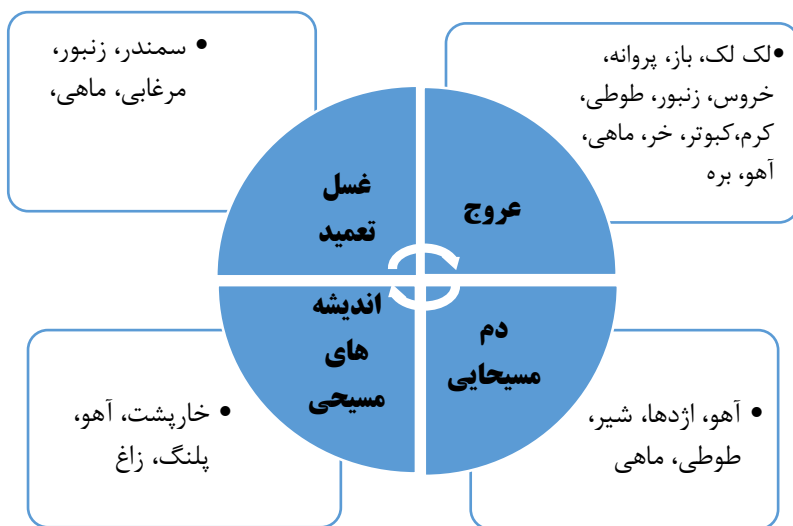 • لک لک، باز، پروانه،
خروس، زنبور، طوطی،
کرم،کبوتر، خر، ماهی،
آهو، بره
عروج
• سمندر، زنبور،
مرغابی، ماهی،
غسل
تعمید
دم
مسیحایی
• آهو، اژدها، شیر،
طوطی، ماهی
اندیشه
های
مسیحی
• خارپشت، آهو،
پلنگ، زاغ